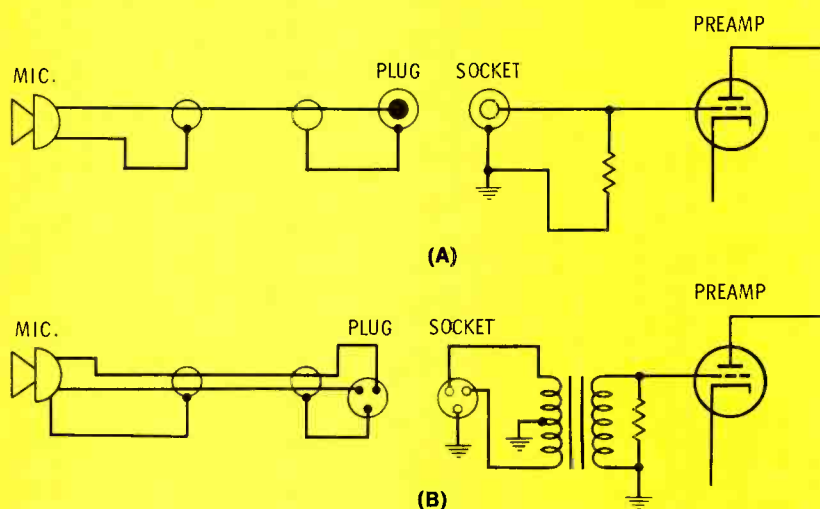 PREAMP
MIC.
PLUG
SOCKET
(A)
PREAMP
MIC.
PLUG
SOCKET
(B)